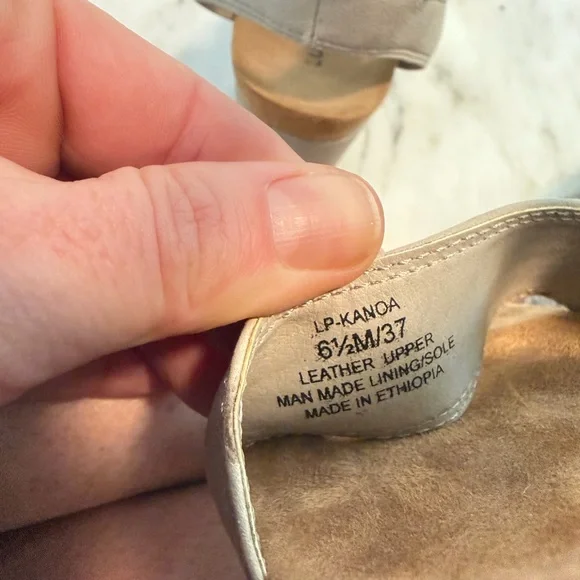 LP-KANOA
6½M/37
LEATHER UPPER
MAN MADE LINING/SOLE
MADE IN ETHIOPIA